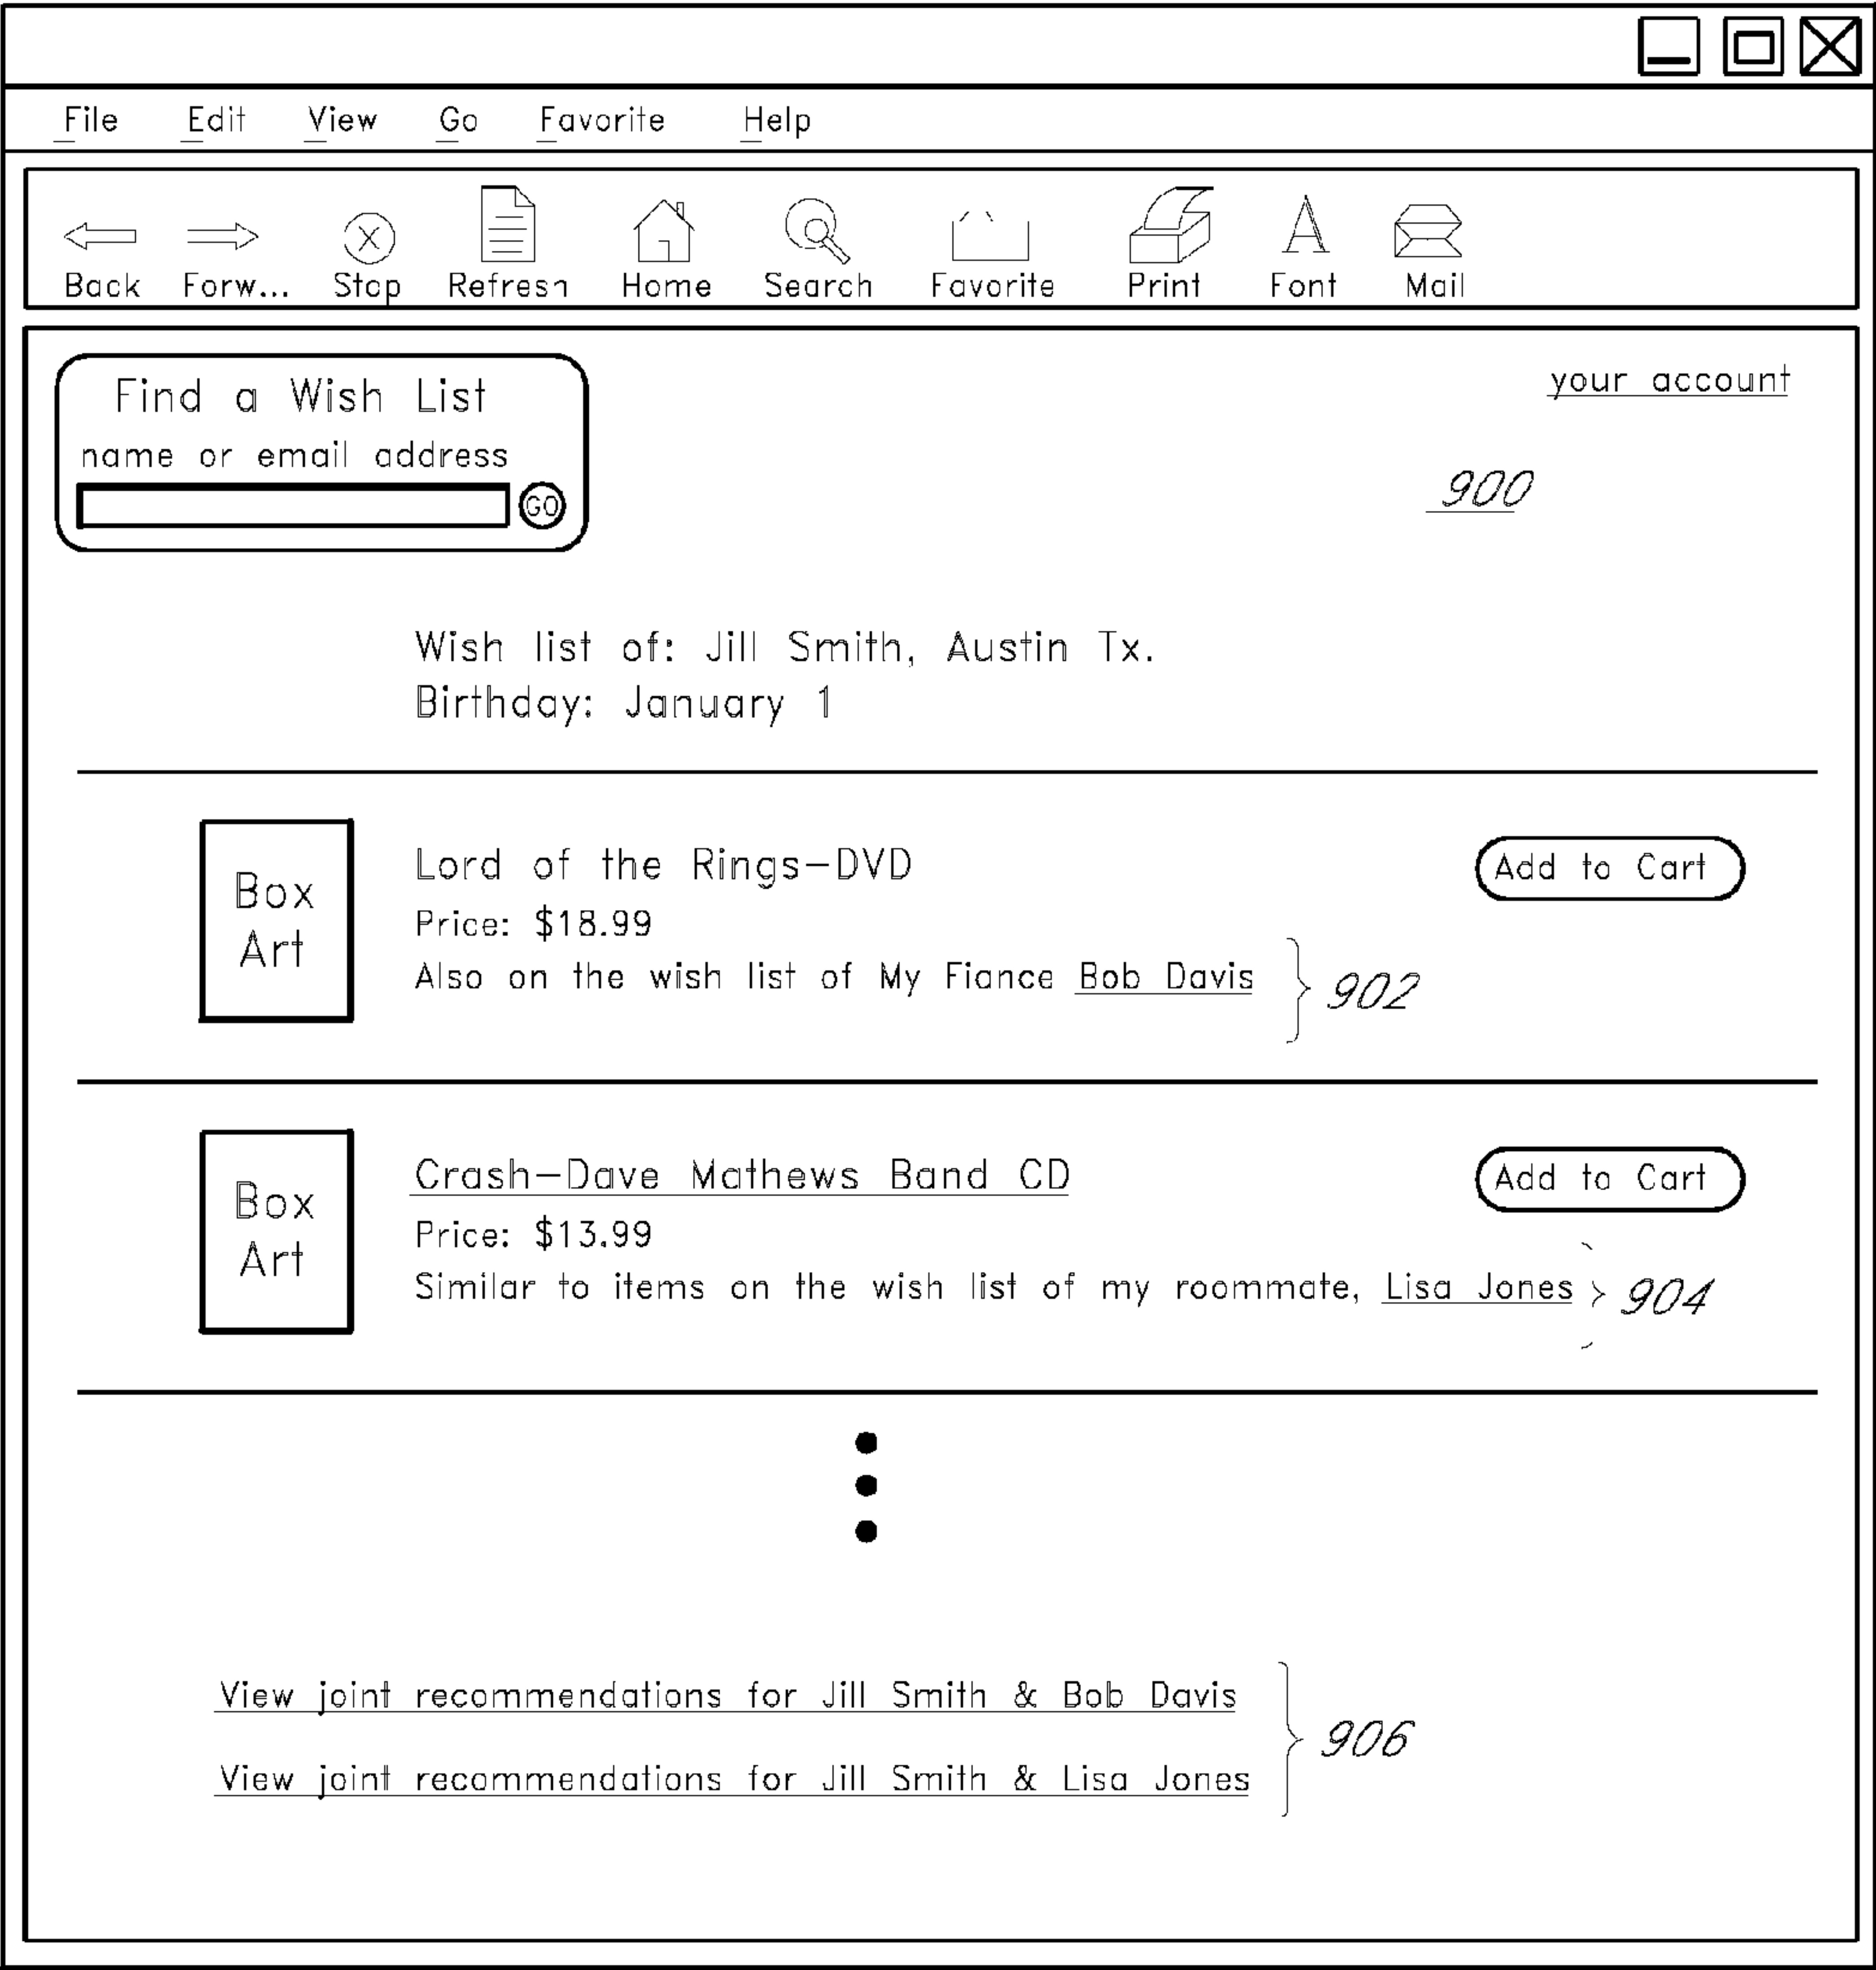 File Edit View Go Favorite Help
Back Forw... Stop Refresh Home Search Favorite Print Font Mail
Find a Wish List
your account
name or email address
GO
900
Wish list of: Jill Smith, Austin Tx.
Birthday: January 1
Box Art
Lord of the Rings-DVD
Add to Cart
Price: $18.99
Also on the wish list of My Fiance Bob Davis
902
Box Art
Crash-Dave Mathews Band CD
Add to Cart
Price: $13.99
Similar to items on the wish list of my roommate, Lisa Jones
904
View joint recommendations for Jill Smith & Bob Davis
906
View joint recommendations for Jill Smith & Lisa Jones